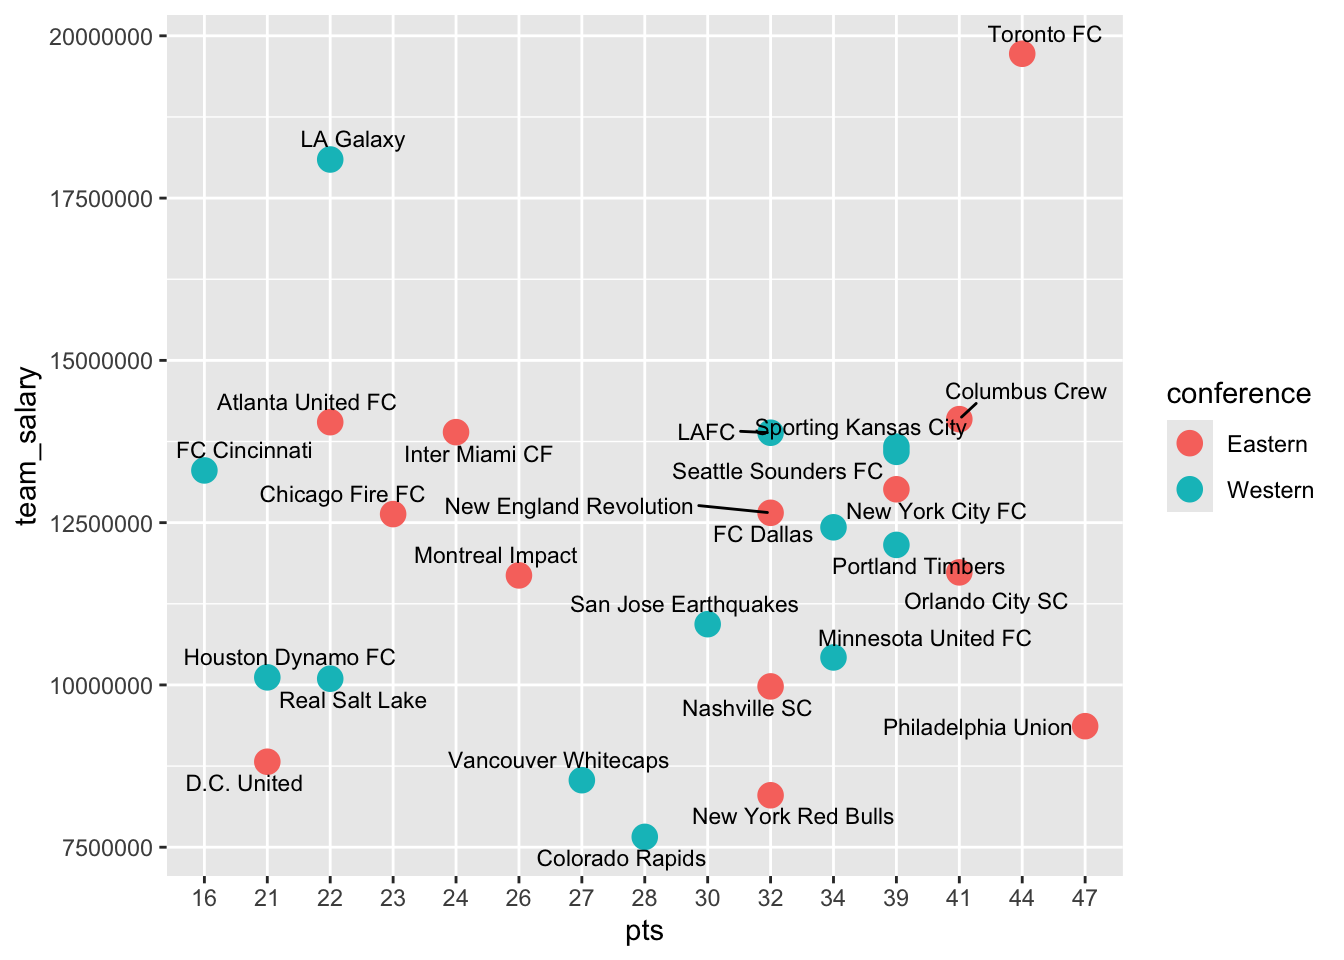 20000000
17500000
15000000
12500000
10000000
7500000
team_salary
Toronto FC
LA Galaxy
Columbus Crew
Atlanta United FC
Sporting Kansas City
LAFC
FC Cincinnati
Inter Miami CF
Seattle Sounders FC
Chicago Fire FC
New England Revolution
New York City FC
FC Dallas
Montreal Impact
Portland Timbers
Orlando City SC
San Jose Earthquakes
Minnesota United FC
Houston Dynamo FC
Real Salt Lake
Nashville SC
Philadelphia Union
Vancouver Whitecaps
D.C. United
New York Red Bulls
Colorado Rapids
16 21 22 23 24 26 27 28 30 32 34 39 41 44 47
pts
conference
Eastern
Western